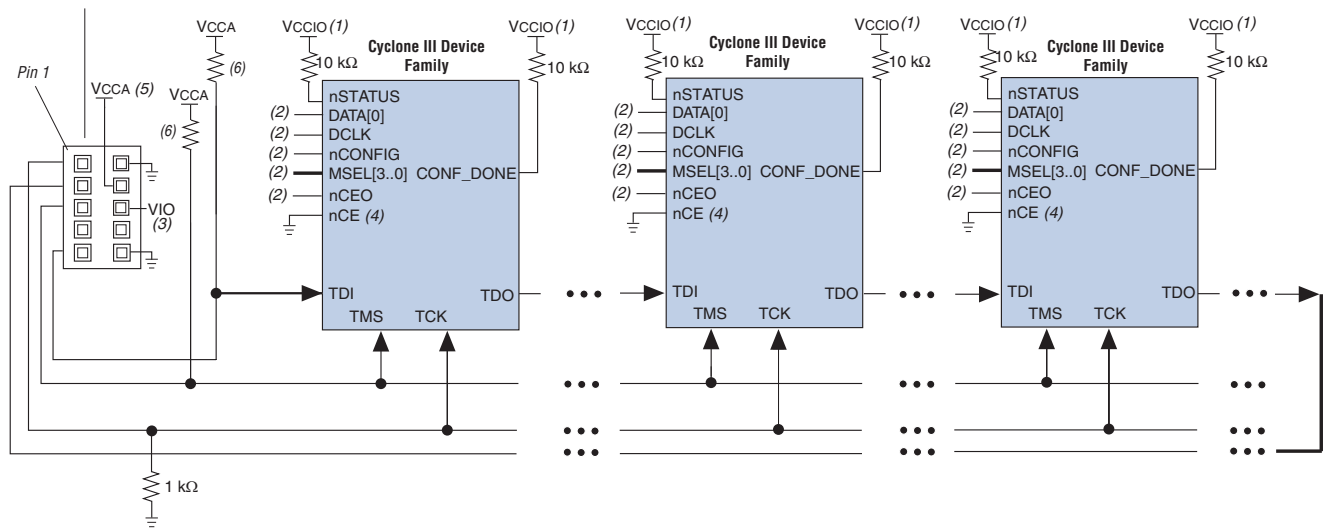 VCCA
VCCIO (1)
VCCIO (1)
VCCIO (1)
VCCIO (1)
VCCIO (1)
VCCIO (1)
Cyclone III Device
Family
Cyclone III Device
Family
Cyclone III Device
Family
(6)
10 kΩ
10 kΩ
10 kΩ
10 kΩ
10 kΩ
10 kΩ
Pin 1
VCCA (5)
VCCA
(6)
VIO
(3)
nSTATUS
(2) DATA[0]
(2) DCLK
(2) nCONFIG
(2) MSEL[3..0] CONF_DONE
(2) nCEO
nCE (4)
TDI TDO
TMS TCK
nSTATUS
(2) DATA[0]
(2) DCLK
(2) nCONFIG
(2) MSEL[3..0] CONF_DONE
(2) nCEO
nCE (4)
TDI TDO
TMS TCK
nSTATUS
(2) DATA[0]
(2) DCLK
(2) nCONFIG
(2) MSEL[3..0] CONF_DONE
(2) nCEO
nCE (4)
TDI TDO
TMS TCK
1 kΩ